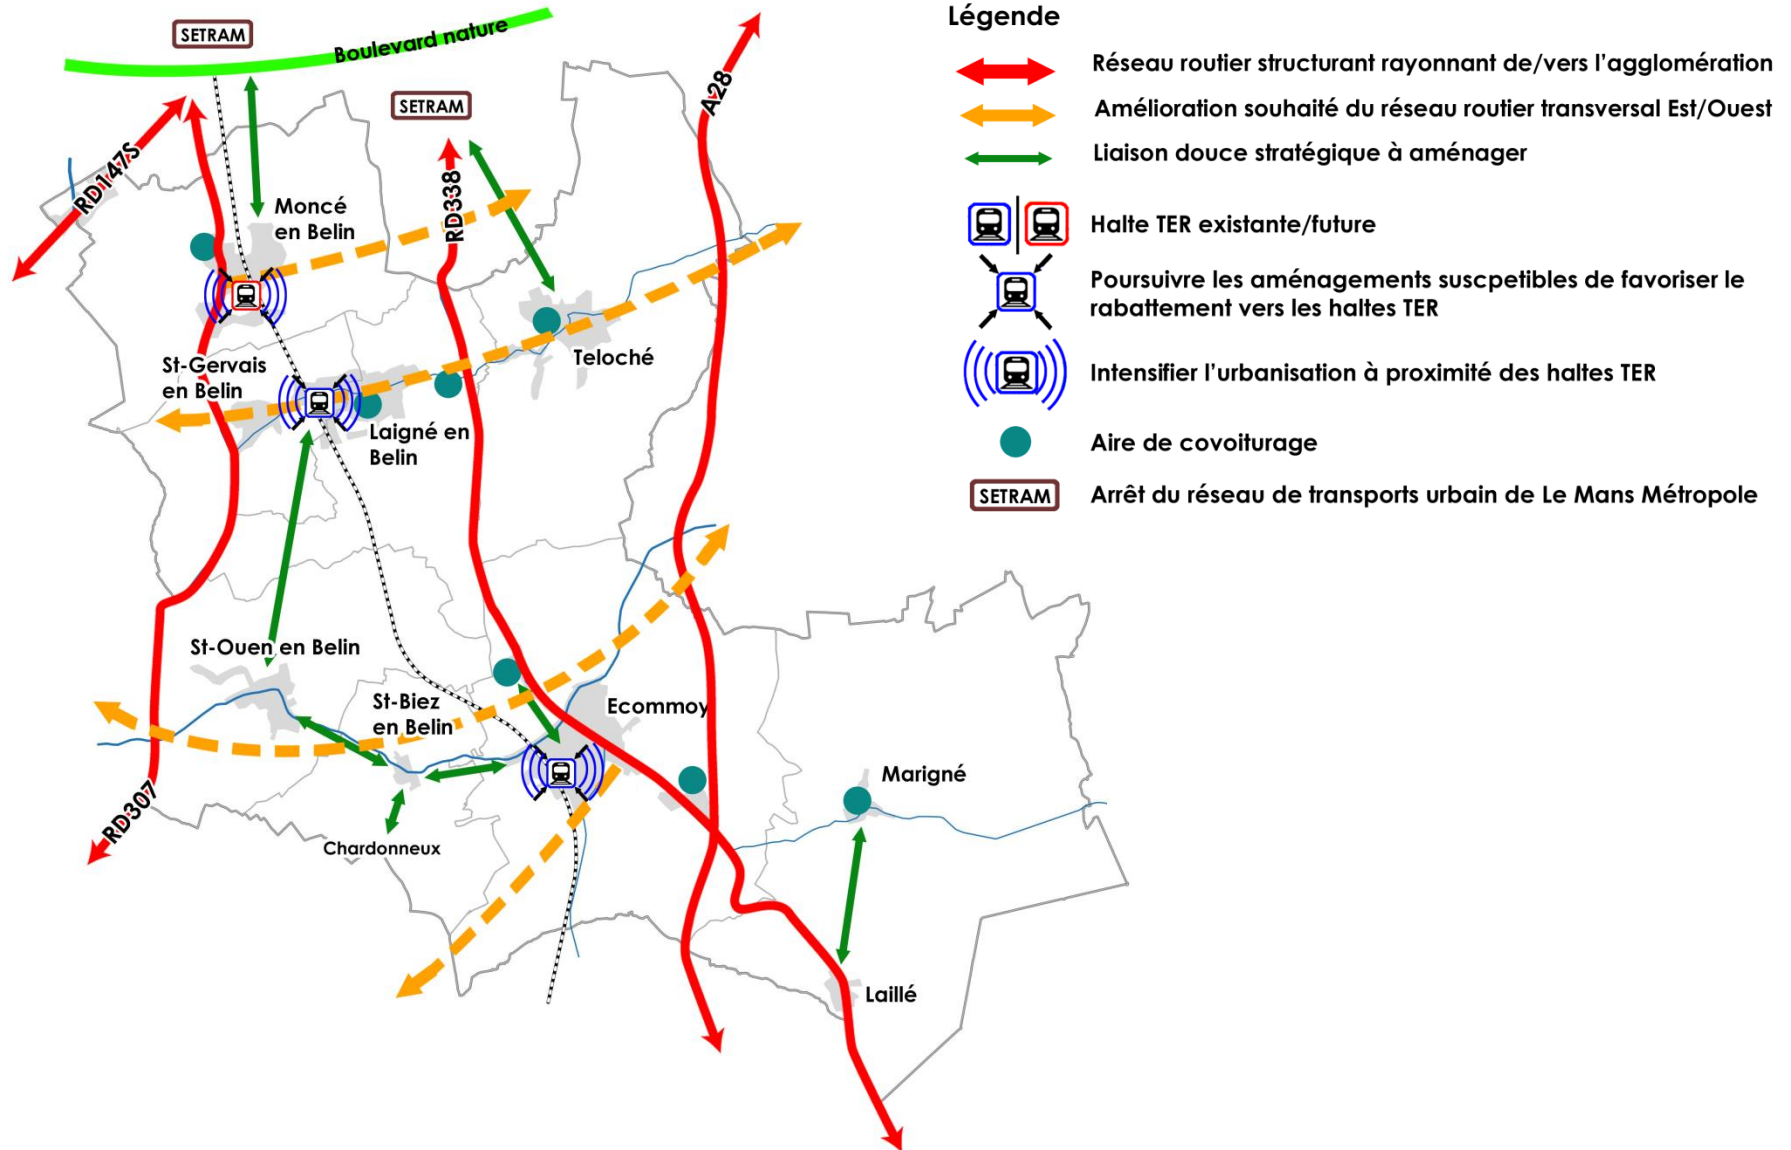 SETRAM
Boulevard nature
SETRAM
A28
RD147S
RD338
Moncé
en Belin
St-Gervais
en Belin
Teloché
Laigné en
Belin
St-Ouen en Belin
St-Biez
en Belin
Ecommoy
Marigné
RD307
Chardonneux
Laillé
Légende
Réseau routier structurant rayonnant de/vers l'agglomération
Amélioration souhaité du réseau routier transversal Est/Ouest
Liaison douce stratégique à aménager
Halte TER existante/future
Poursuivre les aménagements suscpetibles de favoriser le
rabattement vers les haltes TER
Intensifier l'urbanisation à proximité des haltes TER
Aire de covoiturage
SETRAM
Arrêt du réseau de transports urbain de Le Mans Métropole